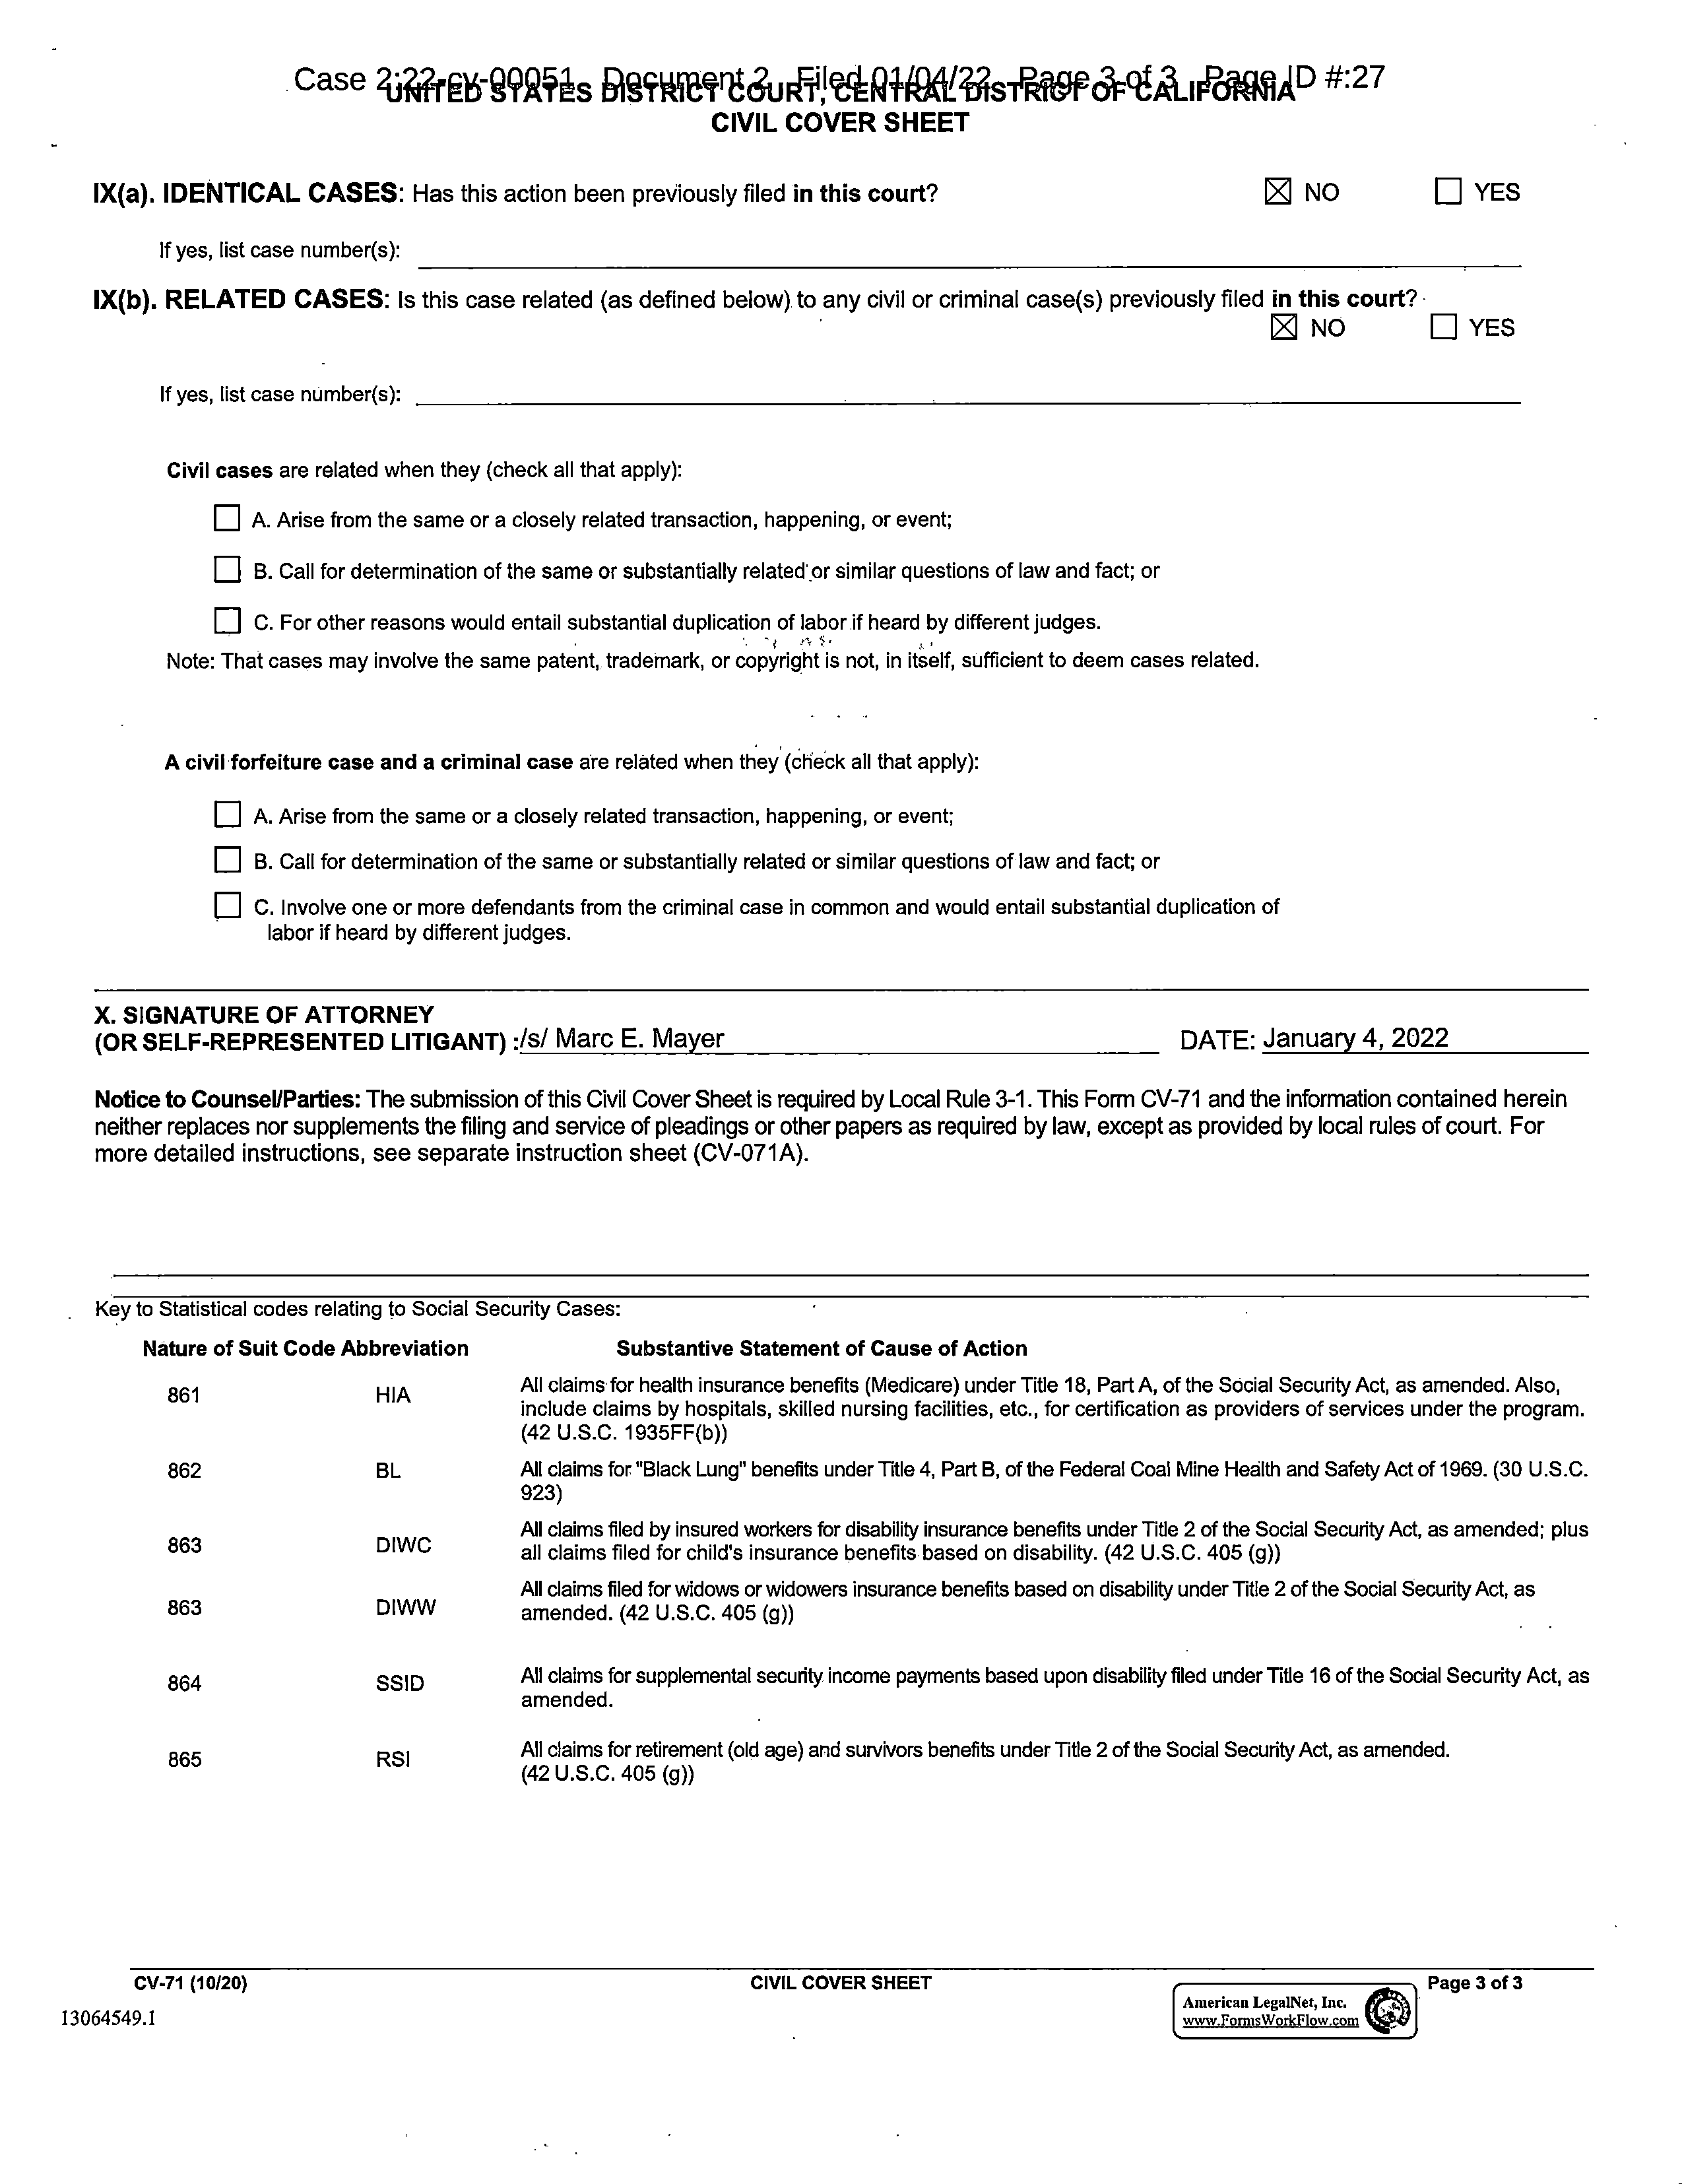 Case 2:22-cv-00051 Document 2 Filed 01/04/22 Page 3 of 3 Page ID #:27
UNITED STATES DISTRICT COURT, CENTRAL DISTRICT OF CALIFORNIA
CIVIL COVER SHEET
IX(a). IDENTICAL CASES: Has this action been previously filed in this court? ☒ NO ☐ YES
If yes, list case number(s):
IX(b). RELATED CASES: Is this case related (as defined below) to any civil or criminal case(s) previously filed in this court?
☒ NO ☐ YES
If yes, list case number(s):
Civil cases are related when they (check all that apply):
☐ A. Arise from the same or a closely related transaction, happening, or event;
☐ B. Call for determination of the same or substantially related or similar questions of law and fact; or
☐ C. For other reasons would entail substantial duplication of labor if heard by different judges.
Note: That cases may involve the same patent, trademark, or copyright is not, in itself, sufficient to deem cases related.
A civil forfeiture case and a criminal case are related when they (check all that apply):
☐ A. Arise from the same or a closely related transaction, happening, or event;
☐ B. Call for determination of the same or substantially related or similar questions of law and fact; or
☐ C. Involve one or more defendants from the criminal case in common and would entail substantial duplication of
labor if heard by different judges.
X. SIGNATURE OF ATTORNEY
(OR SELF-REPRESENTED LITIGANT) :/s/ Marc E. Mayer DATE: January 4, 2022
Notice to Counsel/Parties: The submission of this Civil Cover Sheet is required by Local Rule 3-1. This Form CV-71 and the information contained herein
neither replaces nor supplements the filing and service of pleadings or other papers as required by law, except as provided by local rules of court. For
more detailed instructions, see separate instruction sheet (CV-071A).
Key to Statistical codes relating to Social Security Cases:
Nature of Suit Code Abbreviation Substantive Statement of Cause of Action
861 HIA All claims for health insurance benefits (Medicare) under Title 18, Part A, of the Social Security Act, as amended. Also,
include claims by hospitals, skilled nursing facilities, etc., for certification as providers of services under the program.
(42 U.S.C. 1935FF(b))
862 BL All claims for "Black Lung" benefits under Title 4, Part B, of the Federal Coal Mine Health and Safety Act of 1969. (30 U.S.C.
923)
863 DIWC All claims filed by insured workers for disability insurance benefits under Title 2 of the Social Security Act, as amended; plus
all claims filed for child's insurance benefits based on disability. (42 U.S.C. 405 (g))
863 DIWW All claims filed for widows or widowers insurance benefits based on disability under Title 2 of the Social Security Act, as
amended. (42 U.S.C. 405 (g))
864 SSID All claims for supplemental security income payments based upon disability filed under Title 16 of the Social Security Act, as
amended.
865 RSI All claims for retirement (old age) and survivors benefits under Title 2 of the Social Security Act, as amended.
(42 U.S.C. 405 (g))
CV-71 (10/20) CIVIL COVER SHEET Page 3 of 3
13064549.1
American LegalNet, Inc.
www.FormsWorkFlow.com